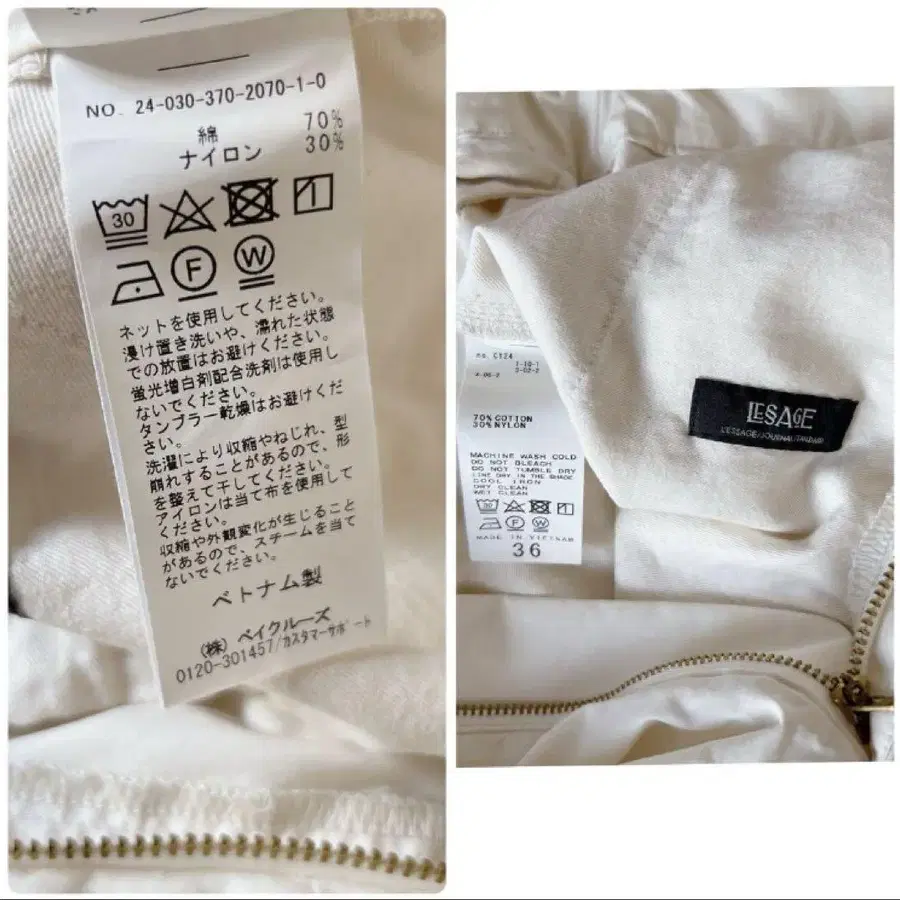 NO. 24-030-370-2070-1-0
綿 70%
ナイロン 30%
30
F
W
ネットを使用してください。
浸け置き洗いや、濡れた状態
での放置はお避けください。
蛍光増白剤配合洗剤は使用し
ないでください。
タンブラー乾燥はお避けくだ
さい。
洗濯により収縮やねじれ、型
崩れすることがあるので、形
を整えて干してください。
アイロンは当て布を使用して
ください。
収縮や外観変化が生じること
があるので、スチームを当て
ないでください。
ベトナム製
(株) ベイクルーズ
0120-301457/カスタマーサポート
no. C124
70% COTTON
30% NYLON
MACHINE WASH COLD
DO NOT BLEACH
DO NOT TUMBLE DRY
LINE DRY IN THE SHADE
COOL IRON
DRY CLEAN
WET CLEAN
30
F
W
MADE IN VIETNAM
36
LESAGE